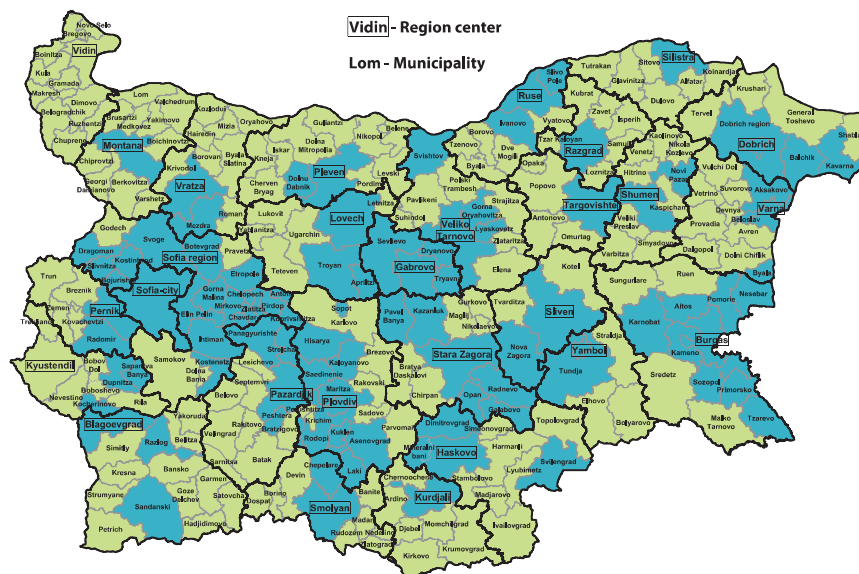 Vidin - Region center
Lom - Municipality
Novo Selo
Bregovo
Vidin
Boinitza
Kula
Gramada
Makresh
Dimovo
Ruzhentzi
Belogradchik
Chuprene
Lom
Valchedrum
Brusartzi
Yakimovo
Medkovez
Boichinovtzi
Montana
Chiprovtzi
Georgi
Damianovo
Berkovitza
Varshetz
Kozloduj
Mizia
Oryahovo
Hairedin
Borovan
Byala
Slatina
Krivodol
Vratza
Roman
Mezdra
Gulianzi
Dolna
Mitropolia
Nikopol
Belene
Iskar
Kneja
Pleven
Dolni
Dabnik
Cherven
Bryag
Pordim
Levski
Letnitza
Lukovit
Yablanitza
Ugarchin
Lovech
Teteven
Troyan
Apriltzi
Svishtov
Polski
Trambesh
Pavlikeni
Suhindol
Strajitza
Gorna
Oryahovitza
Veliko
Tarnovo
Lyaskovetz
Zlataritza
Elena
Sevlievo
Dryanovo
Gabrovo
Tryavna
Ruse
Slivo
Pole
Ivanovo
Vyatovo
Borovo
Tzenovo
Dve
Mogili
Byala
Tutrakan
Sitovo
Silistra
Koinardja
Glavinitza
Alfatar
Dulovo
Kubrat
Zavet
Isperih
Tzar Kaloyan
Razgrad
Samuil
Loznitza
Opaka
Popovo
Targovishte
Antonovo
Omurtag
Kaolinovo
Nikola
Kozlevo
Venetz
Hitrino
Novi
Pazar
Shumen
Kaspichan
Veliki
Preslav
Smyadovo
Varbitza
Krushari
Tervel
General
Toshevo
Dobrich region
Dobrich
Shabla
Balchik
Kavarna
Vulchi Dol
Vetrino
Suvorovo
Aksakovo
Devnya
Varna
Beloslav
Provadia
Avren
Dalgopol
Dolni Chiflik
Byala
Godech
Svoge
Botevgrad
Pravetz
Dragoman
Slivnitza
Kostinbrod
Sofia region
Bojurishte
Etropole
Gorna
Malina
Chelopech
Anton
Mirkovo
Zlatitza
Pirdop
Chavdar
Koprivshtitza
Elin Pelin
Ihtiman
Samokov
Kostenetz
Dolna
Bania
Sofia-city
Trun
Breznik
Zemen
Pernik
Kovachevtzi
Radomir
Kyustendil
Bobov
Dol
Sapareva
Banya
Dupnitza
Boboshevo
Nevestino
Kocherinovo
Rila
Blagoevgrad
Simitly
Razlog
Yakoruda
Belitza
Kresna
Bansko
Strumyane
Sandanski
Goze
Delchev
Garmen
Satovcha
Petrich
Hadjidimovo
Panagyurishte
Strelcha
Lesichevo
Septemvri
Belovo
Pazardjik
Peshtera
Bratzigovo
Rakitovo
Velingrad
Batak
Sarnitsa
Sopot
Karlovo
Hisarya
Kaloyanovo
Brezovo
Saedinenie
Maritza
Rakovski
Plovdiv
Perushtitza
Krichim
Rodopi
Sadovo
Kuklen
Parvomai
Asenovgrad
Laki
Chepelare
Devin
Borino
Dospat
Smolyan
Banite
Madan
Rudozem
Nedelino
Zlatograd
Pavel
Banya
Kazanluk
Maglij
Gurkovo
Nikolaevo
Stara Zagora
Bratya
Daskalovi
Chirpan
Opan
Radnevo
Galabovo
Tvarditza
Kotel
Sliven
Nova
Zagora
Yambol
Straldja
Tundja
Elhovo
Bolyarovo
Sungurlare
Ruen
Karnobat
Aitos
Pomorie
Nesebar
Burgas
Kameno
Sredetz
Sozopol
Primorsko
Malko
Tarnovo
Tzarevo
Dimitrovgrad
Simeonovgrad
Mineralni
bani
Haskovo
Harmanli
Topolovgrad
Stambolovo
Lyubimetz
Svilengrad
Madjarovo
Ivailovgrad
Chernoochene
Ardino
Kurdjali
Djebel
Momchilgrad
Kirkovo
Krumovgrad